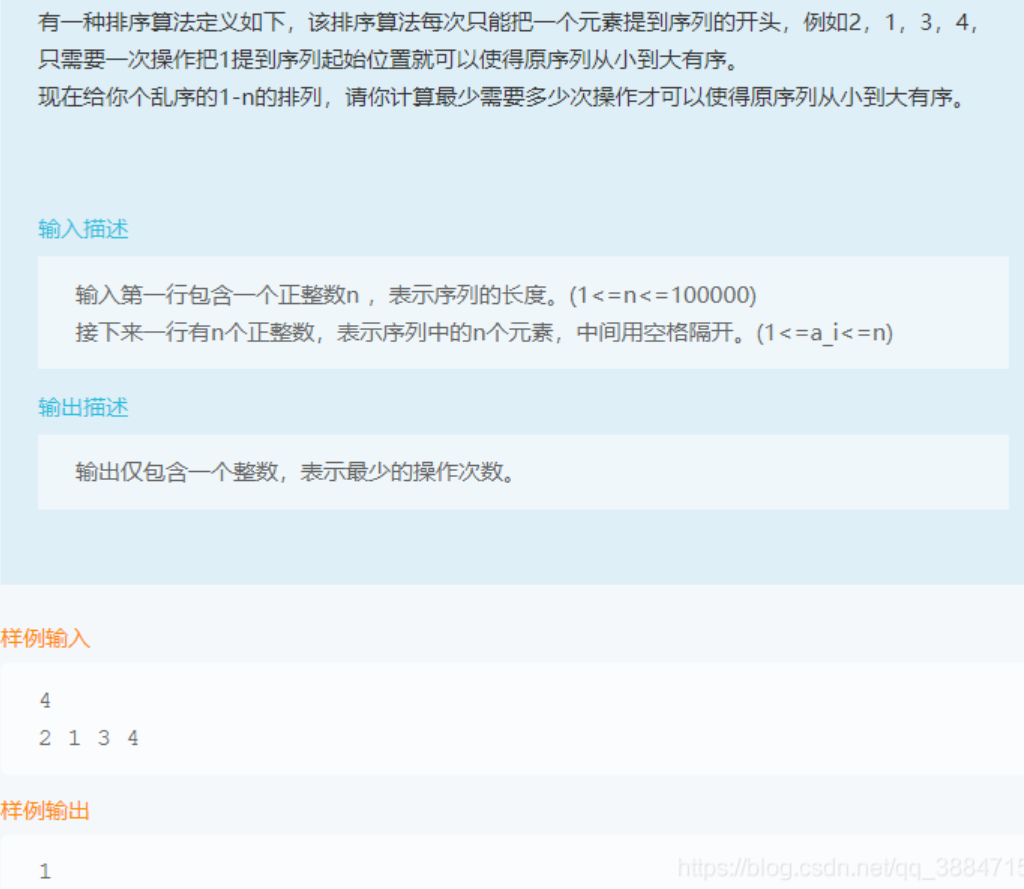 有一种排序算法定义如下，该排序算法每次只能把一个元素提到序列的开头，例如2，1，3，4，
只需要一次操作把1提到序列起始位置就可以使得原序列从小到大有序。
现在给你个乱序的1-n的排列，请你计算最少需要多少次操作才可以使得原序列从小到大有序。
输入描述
输入第一行包含一个正整数n ，表示序列的长度。(1<=n<=100000)
接下来一行有n个正整数，表示序列中的n个元素，中间用空格隔开。(1<=a_i<=n)
输出描述
输出仅包含一个整数，表示最少的操作次数。
样例输入
4
2 1 3 4
样例输出
1
https://blog.csdn.net/qq_3884715